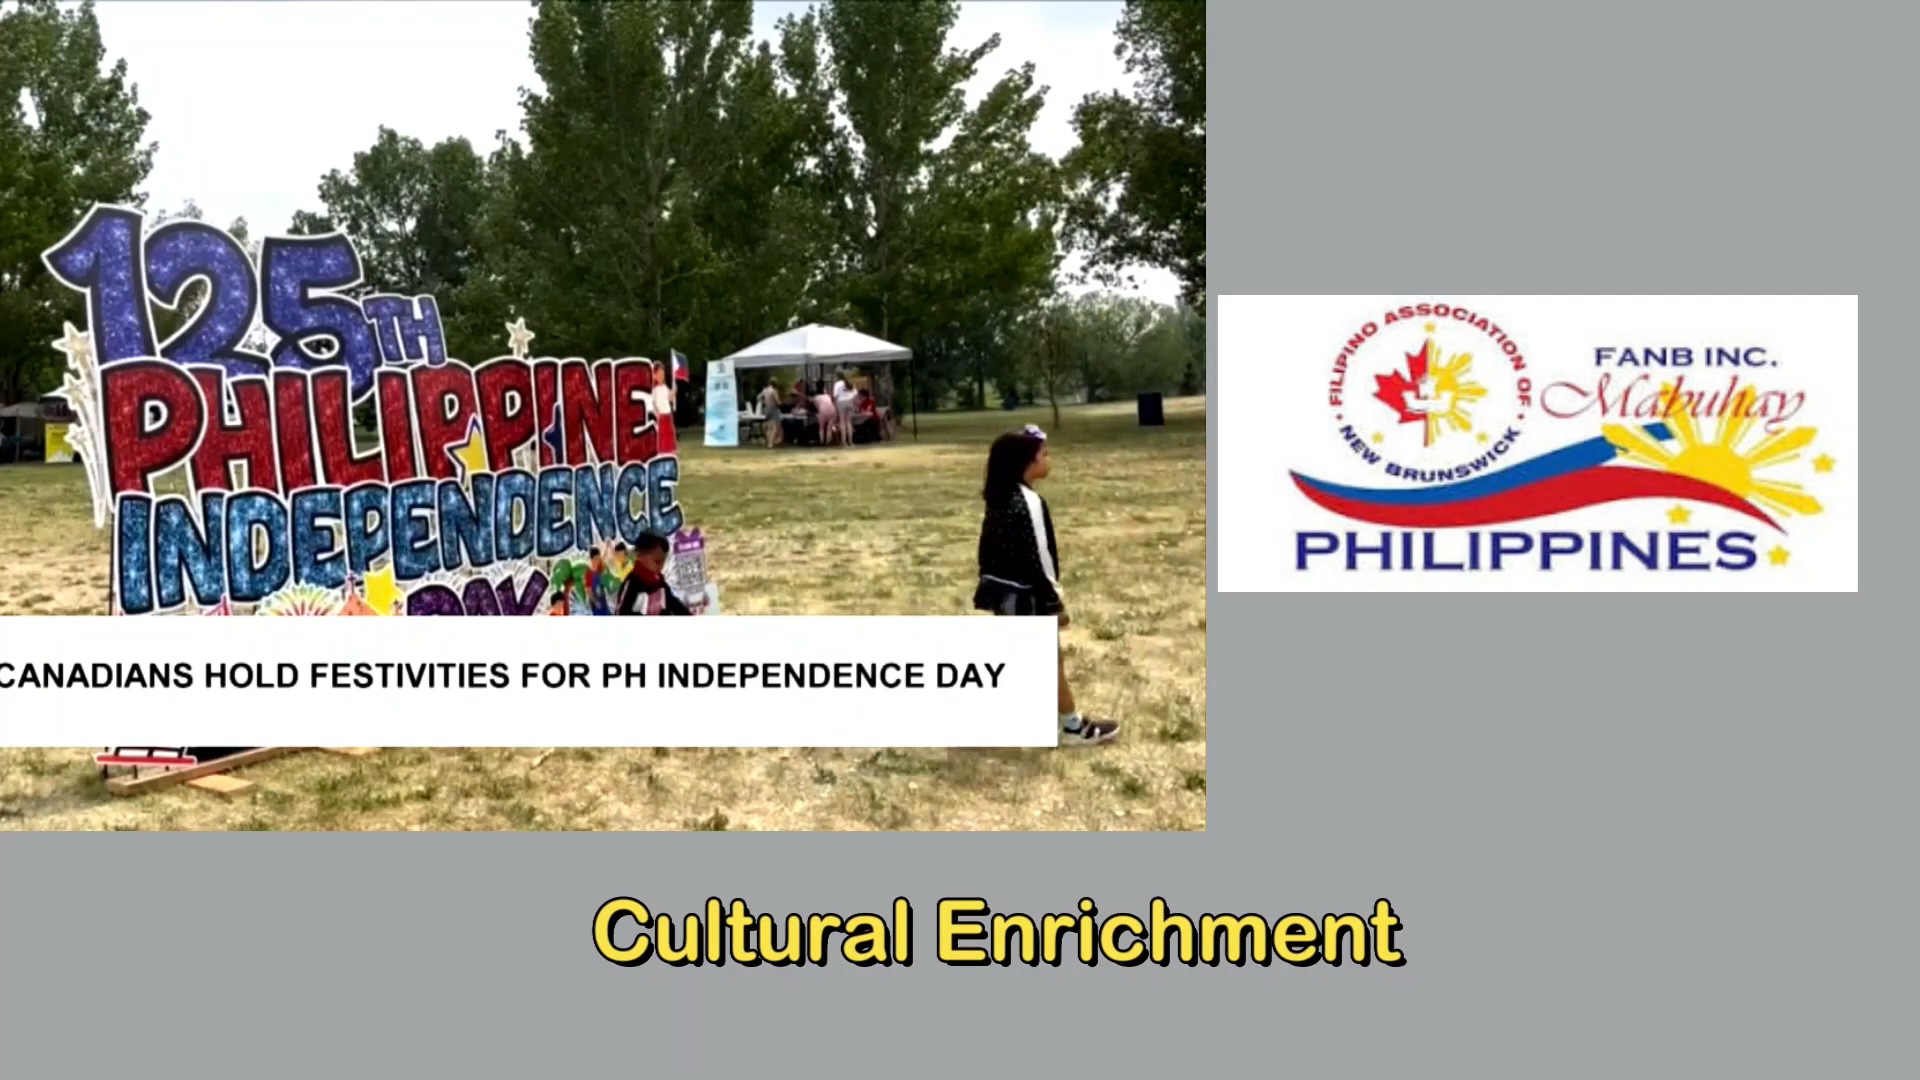 125TH
PHILIPPINE
INDEPENDENCE
DAY
CANADIANS HOLD FESTIVITIES FOR PH INDEPENDENCE DAY
FILIPINO ASSOCIATION OF
NEW BRUNSWICK
FANB INC.
Mabuhay
PHILIPPINES
Cultural Enrichment